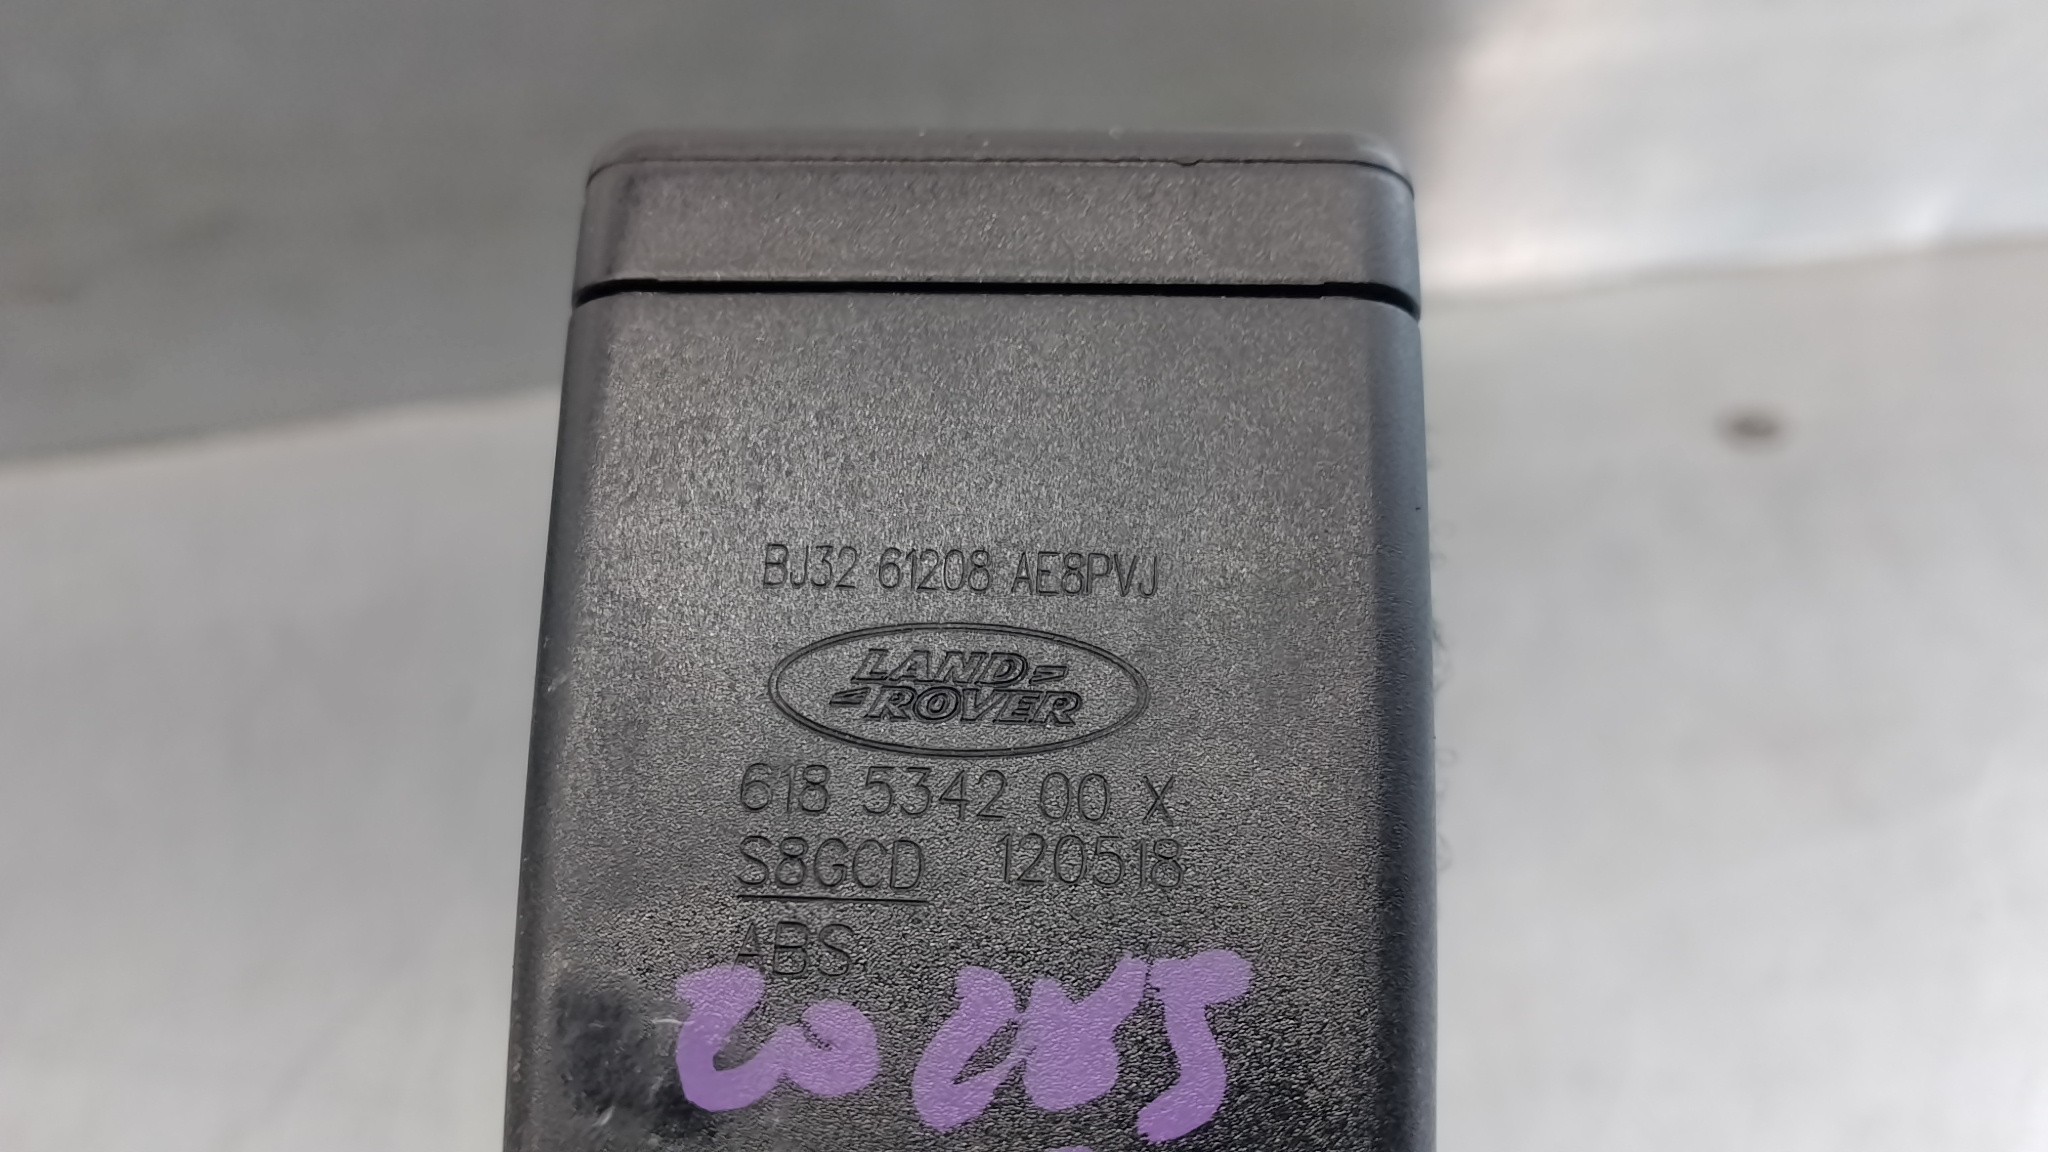 BJ32 61208 AE8PVJ
LAND
ROVER
618 5342 00 X
S8GCD 120518
ABS